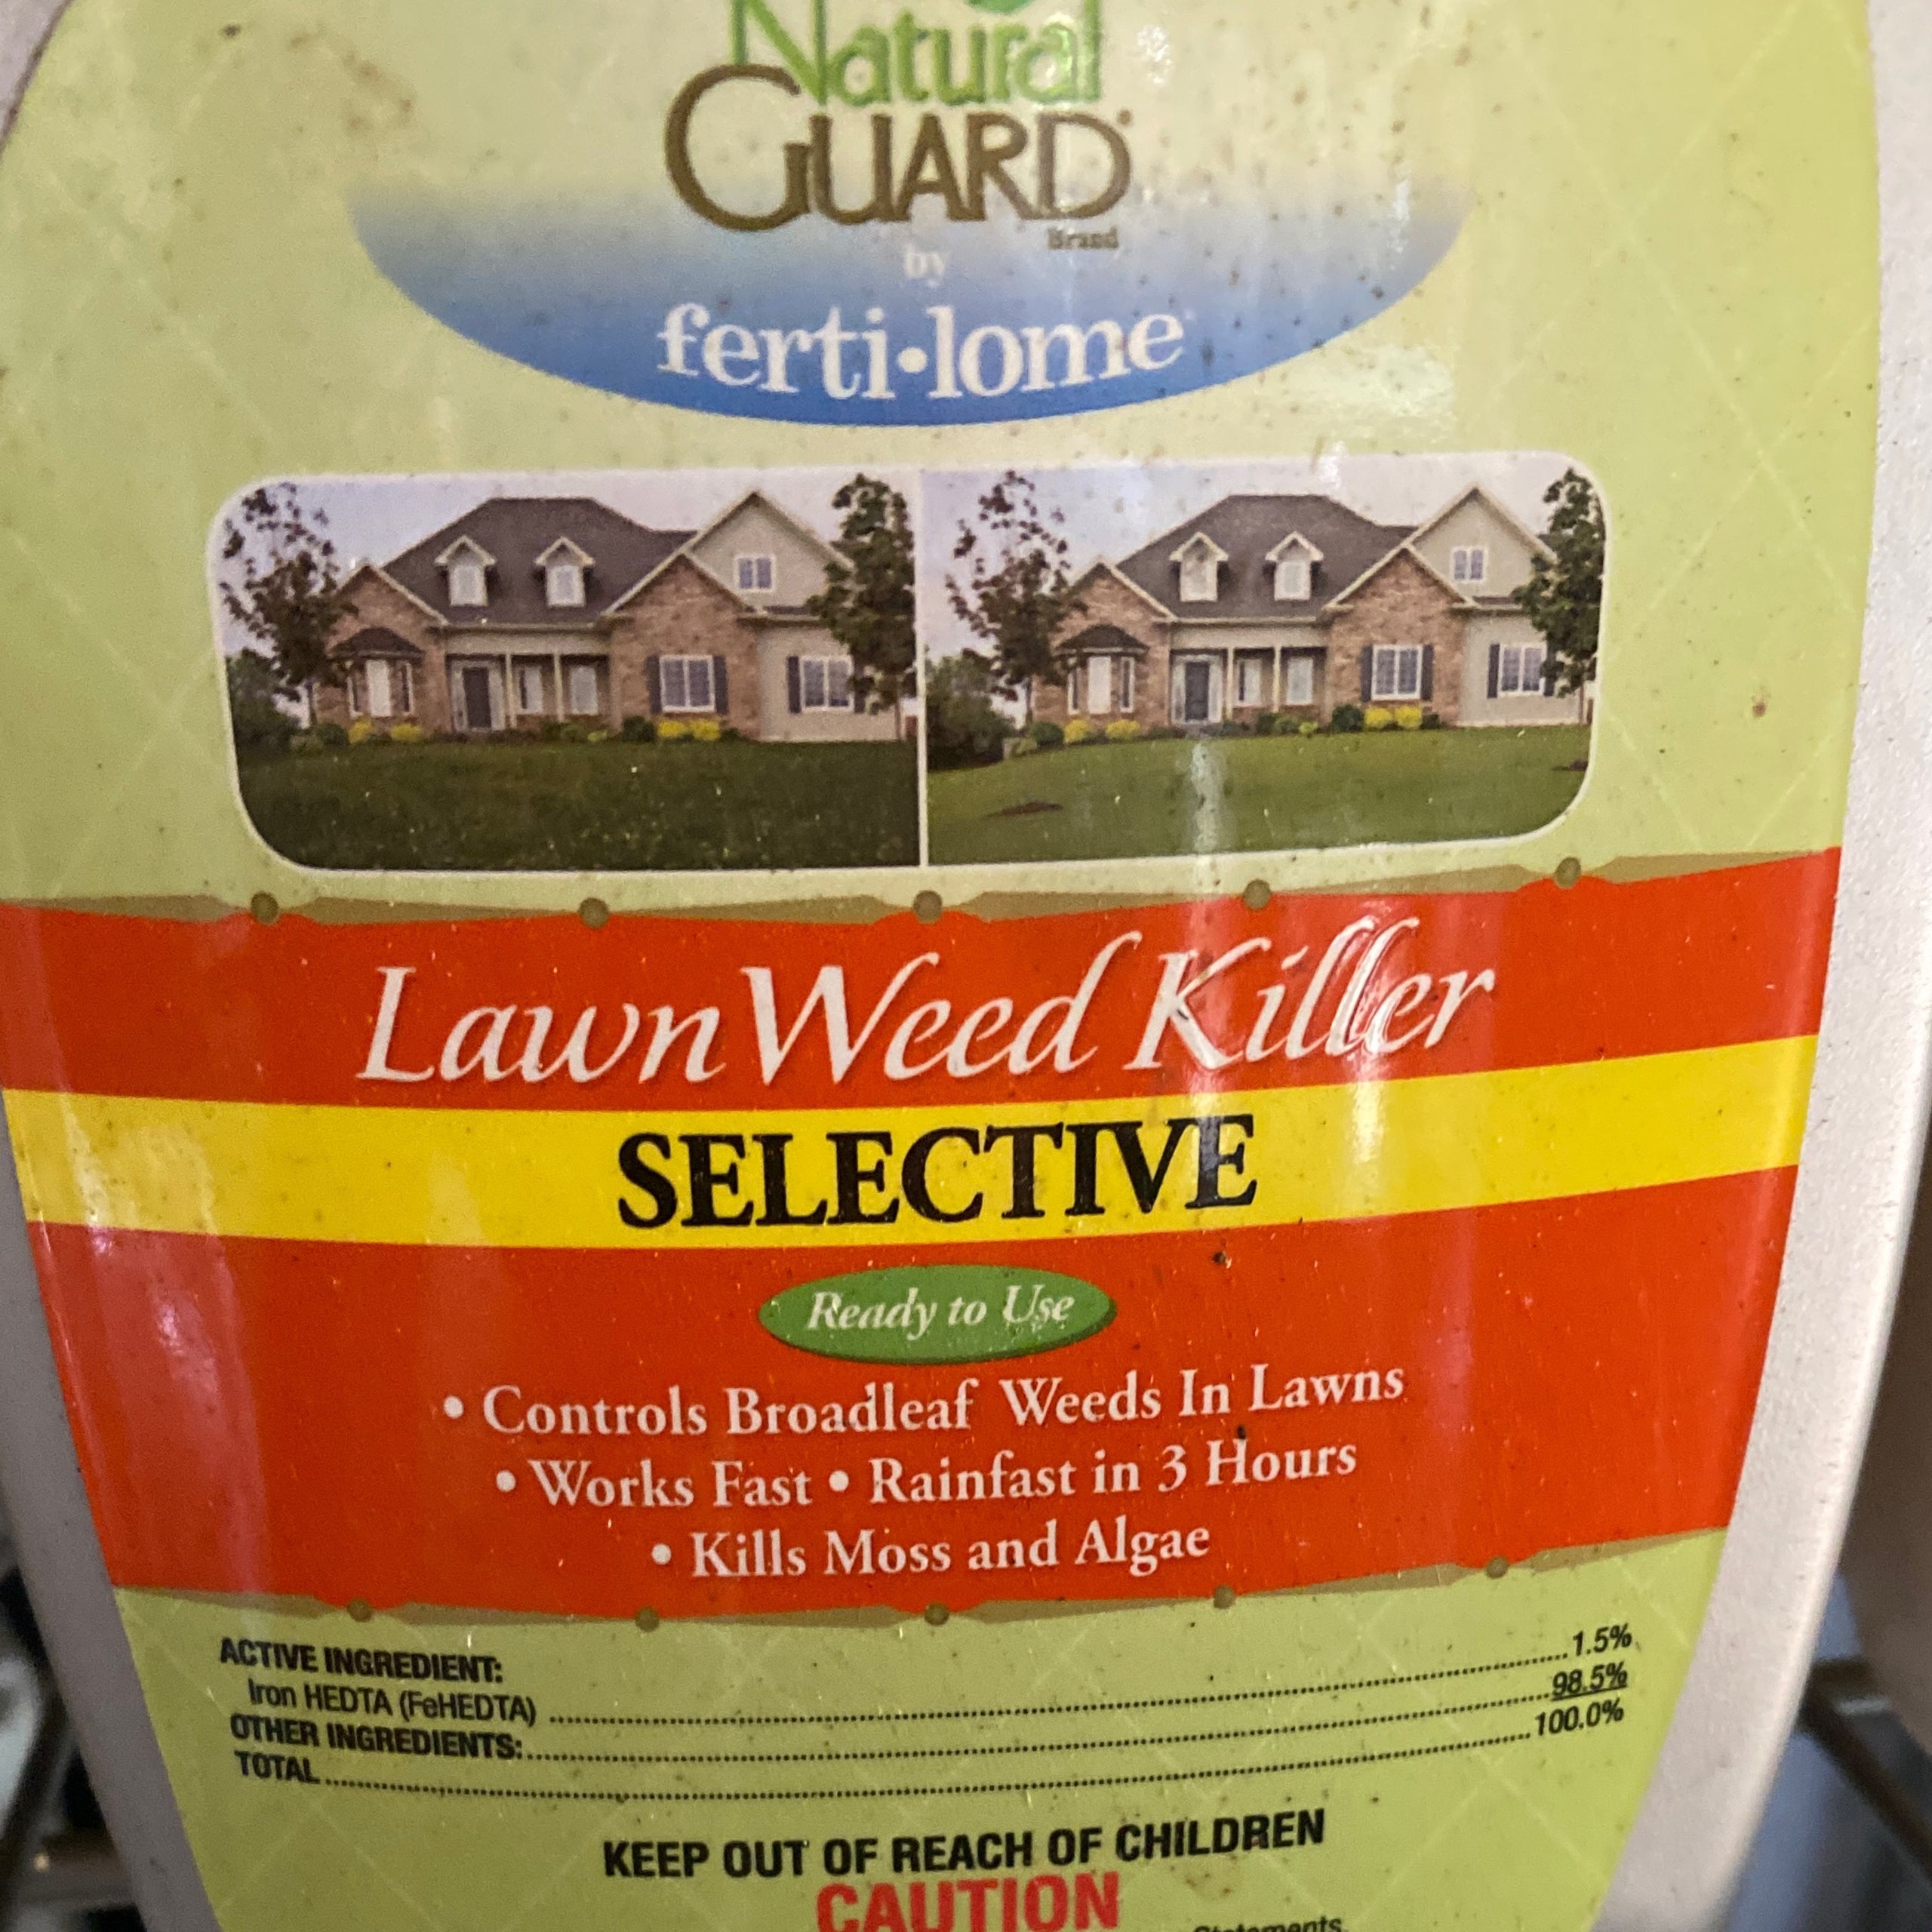 Natural
GUARD
Brand
by
ferti•lome
Lawn Weed Killer
SELECTIVE
Ready to Use
• Controls Broadleaf Weeds In Lawns
• Works Fast • Rainfast in 3 Hours
• Kills Moss and Algae
ACTIVE INGREDIENT:
Iron HEDTA (FeHEDTA) 1.5%
OTHER INGREDIENTS: 98.5%
TOTAL 100.0%
KEEP OUT OF REACH OF CHILDREN
CAUTION
Statements.